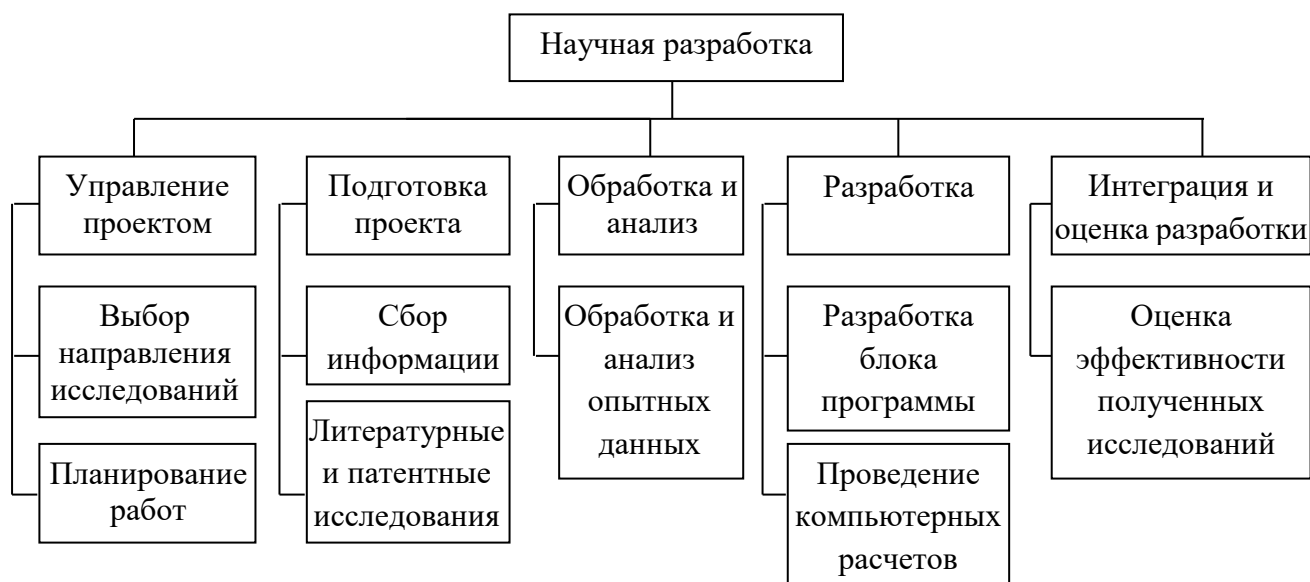 Научная разработка
Управление
проектом
Выбор
направления
исследований
Планирование
работ
Подготовка
проекта
Сбор
информации
Литературные
и патентные
исследования
Обработка и
анализ
Обработка и
анализ
опытных
данных
Разработка
Разработка
блока
программы
Проведение
компьютерных
расчетов
Интеграция и
оценка разработки
Оценка
эффективности
полученных
исследований